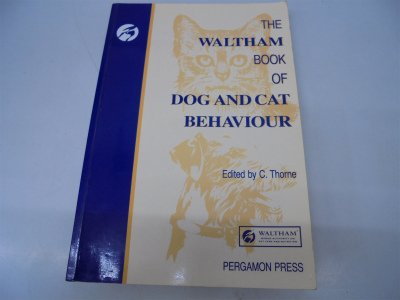 THE
WALTHAM
BOOK
OF
DOG AND CAT
BEHAVIOUR
Edited by C. Thorne
WALTHAM
PERGAMON PRESS